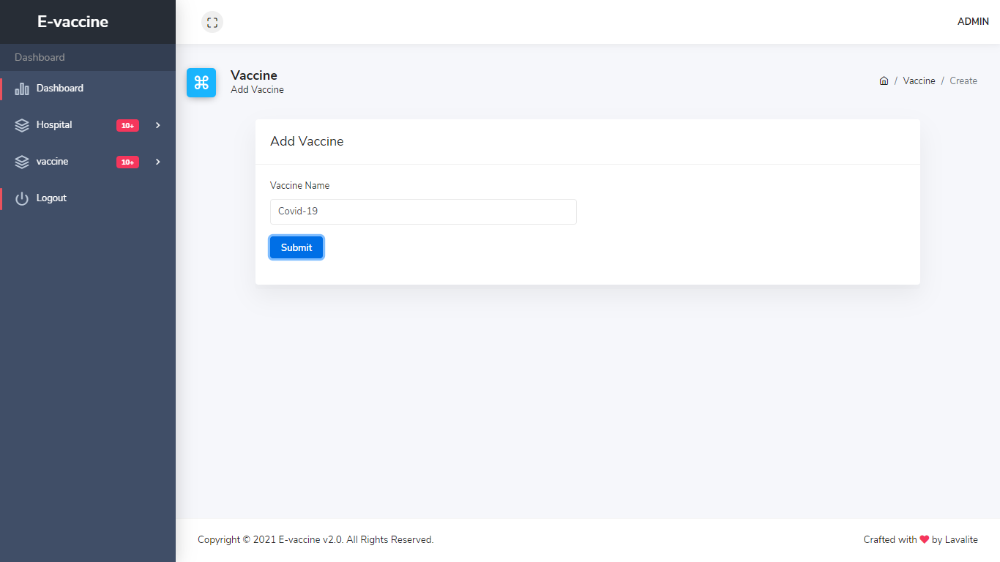 E-vaccine
ADMIN
Dashboard
Dashboard
Hospital 10+
vaccine 10+
Logout
Vaccine
Add Vaccine
/ Vaccine / Create
Add Vaccine
Vaccine Name
Covid-19
Submit
Copyright © 2021 E-vaccine v2.0. All Rights Reserved.
Crafted with ❤ by Lavalite